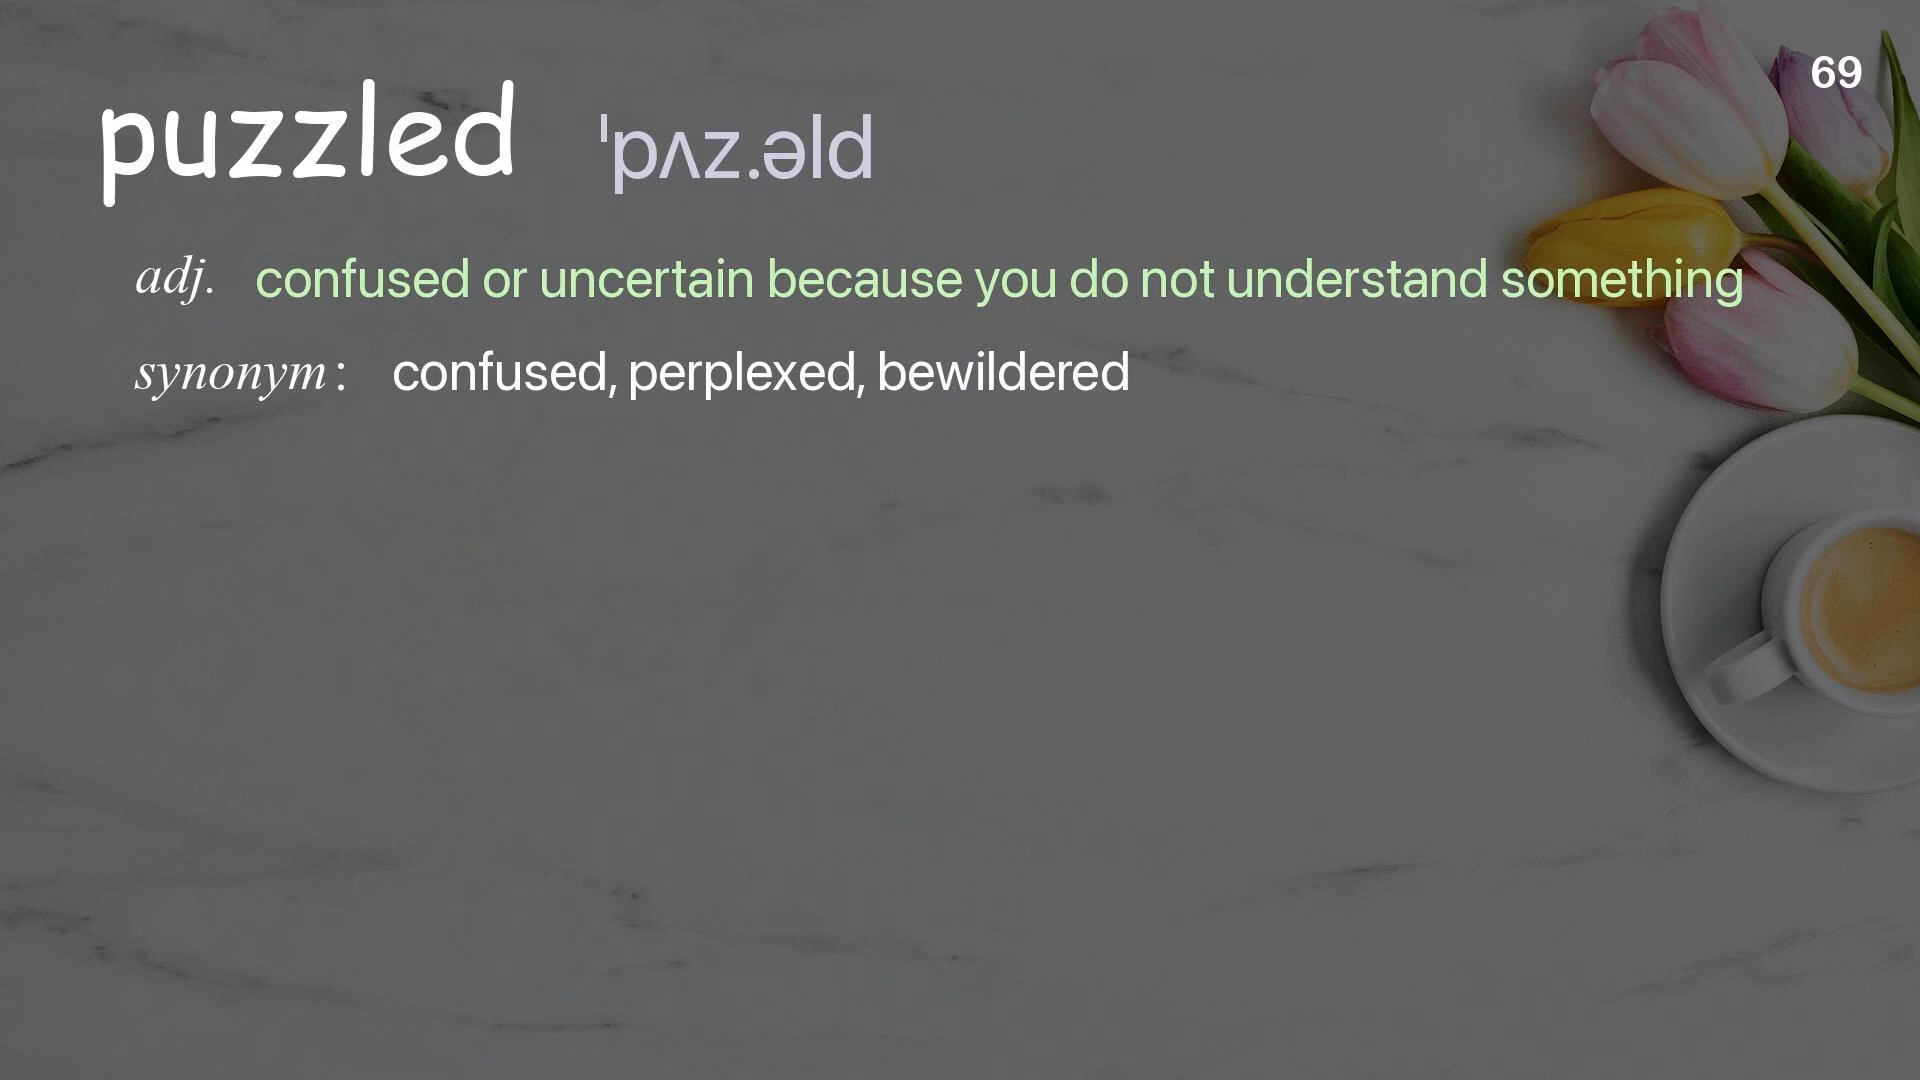 69
puzzled ˈpʌz.əld
adj. confused or uncertain because you do not understand something
synonym: confused, perplexed, bewildered